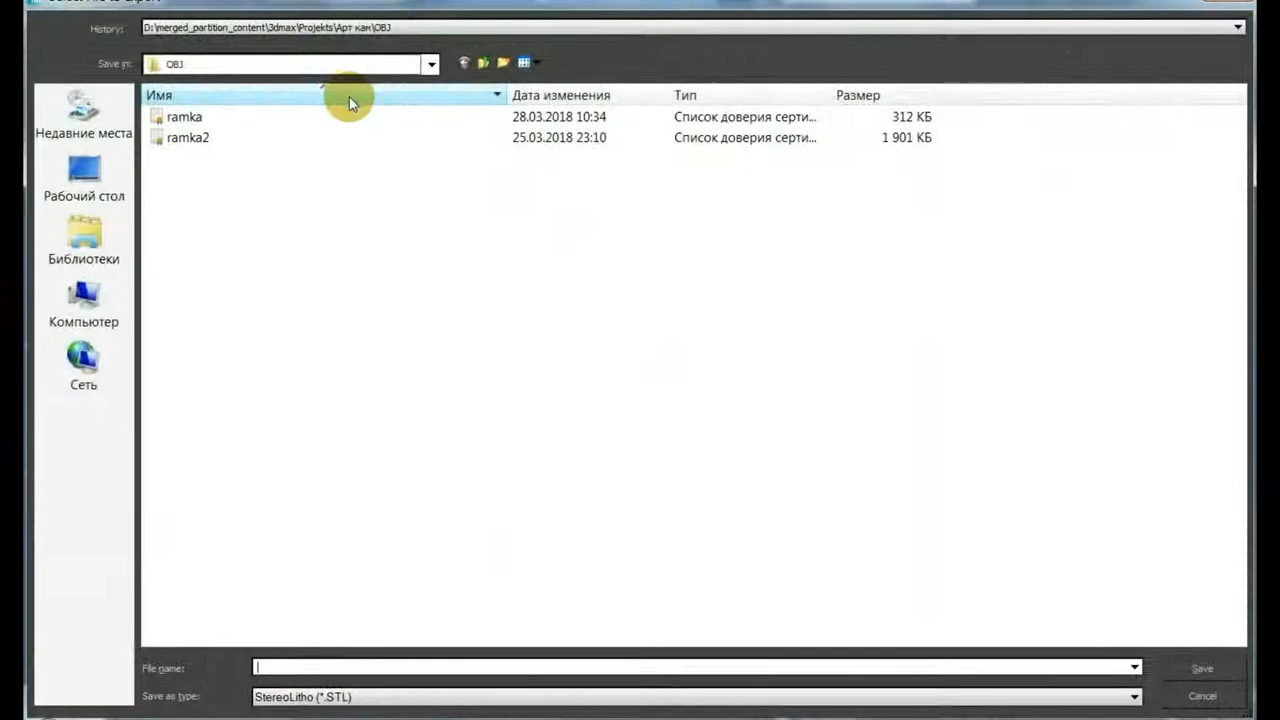 History:
D:\merged_partition_content\3dmax\Projekts\Арт кан\OBJ
Save in:
OBJ
Имя
Дата изменения
Тип
Размер
ramka
28.03.2018 10:34
Список доверия серти...
312 КБ
ramka2
25.03.2018 23:10
Список доверия серти...
1 901 КБ
Недавние места
Рабочий стол
Библиотеки
Компьютер
Сеть
File name:
Save
Save as type:
StereoLitho (*.STL)
Cancel